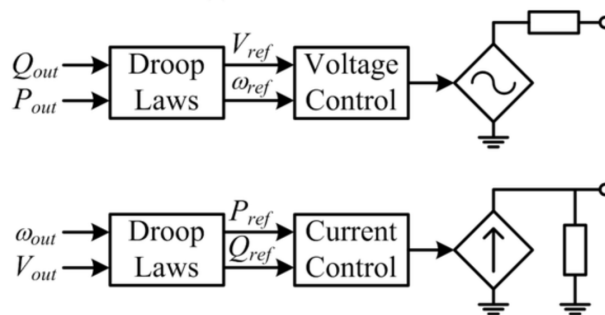 Q_out
P_out
Droop
Laws
V_ref
ω_ref
Voltage
Control
ω_out
V_out
Droop
Laws
P_ref
Q_ref
Current
Control